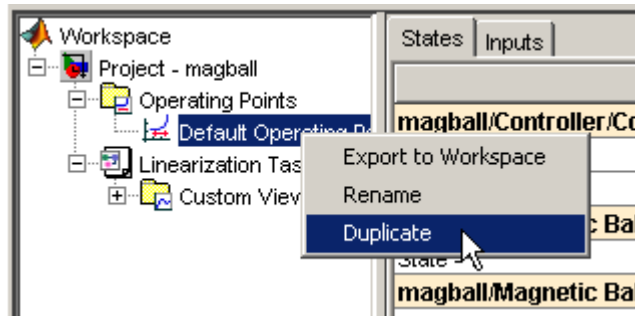 Workspace
Project - magball
Operating Points
Default Operating
Linearization Tas
Custom View
States
Inputs
magball/Controller/Co
Export to Workspace
Rename
Duplicate
c Bal
State -
magball/Magnetic Bal